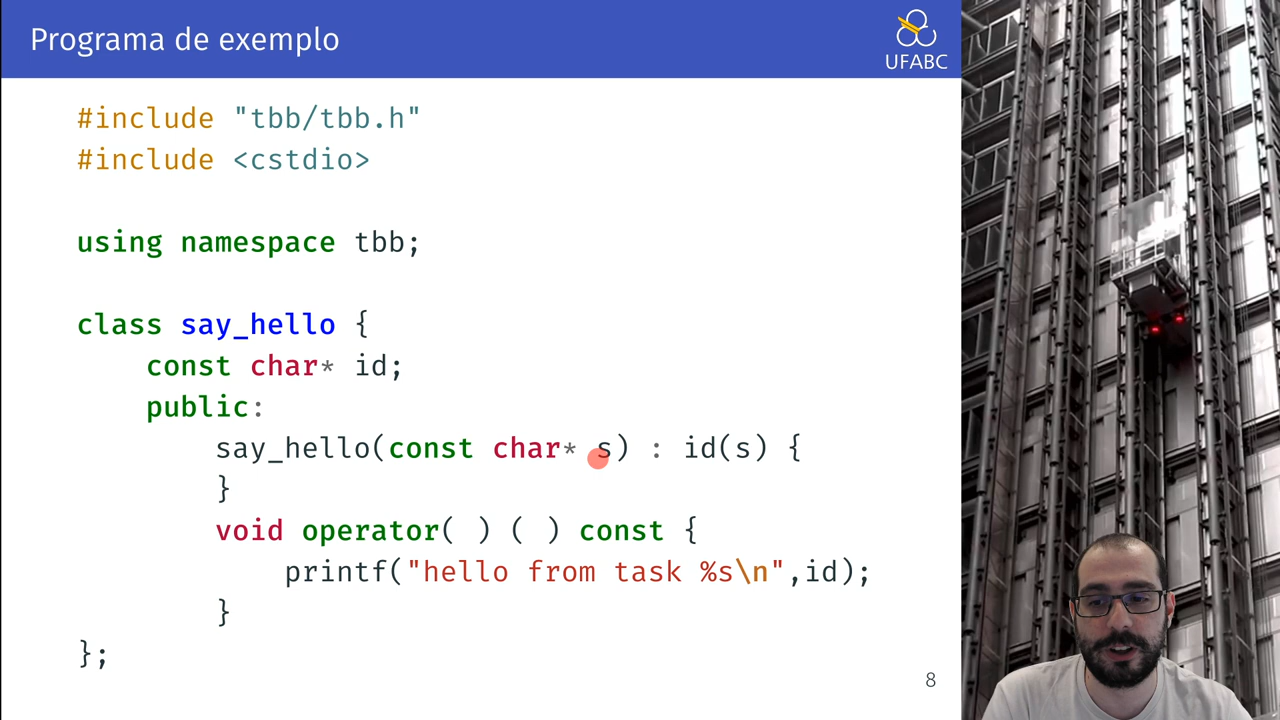 Programa de exemplo
UFABC
#include "tbb/tbb.h"
#include <cstdio>
using namespace tbb;
class say_hello {
const char* id;
public:
say_hello(const char* s) : id(s) {
}
void operator( ) ( ) const {
printf("hello from task %s\n",id);
}
};
8